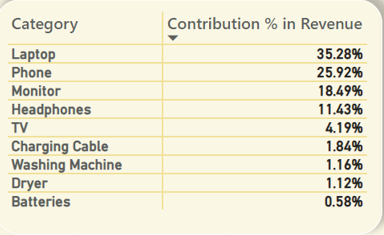 Category Contribution % in Revenue
Laptop 35.28%
Phone 25.92%
Monitor 18.49%
Headphones 11.43%
TV 4.19%
Charging Cable 1.84%
Washing Machine 1.16%
Dryer 1.12%
Batteries 0.58%